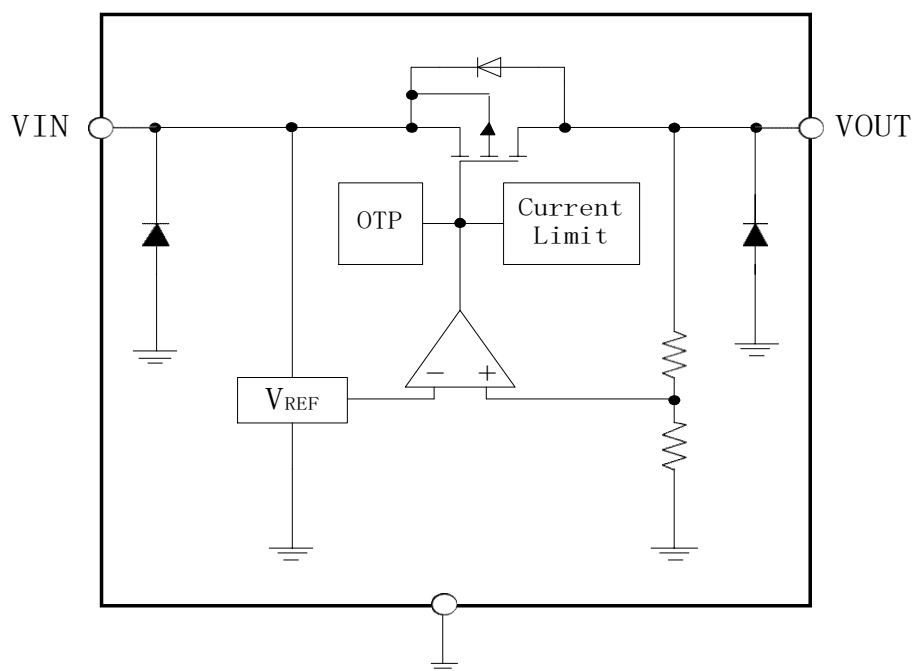 VIN
VOUT
OTP
Current
Limit
− +
VREF